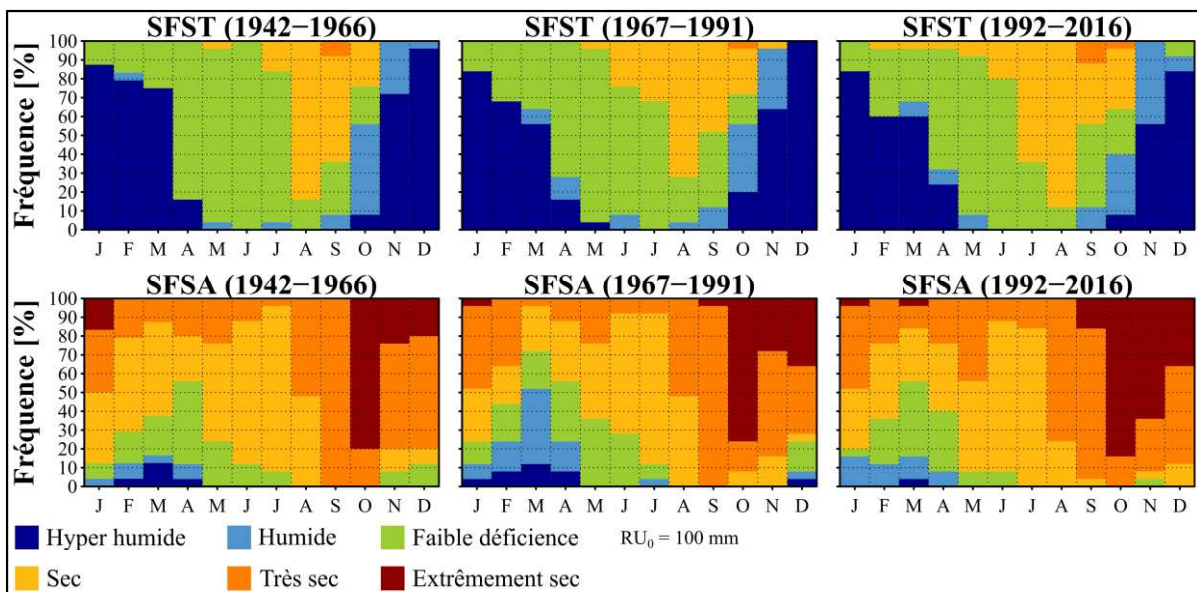 SFST (1942−1966) SFST (1967−1991) SFST (1992−2016)
Fréquence [%]
100
90
80
70
60
50
40
30
20
10
0
J F M A M J J A S O N D J F M A M J J A S O N D J F M A M J J A S O N D
SFSA (1942−1966) SFSA (1967−1991) SFSA (1992−2016)
Fréquence [%]
100
90
80
70
60
50
40
30
20
10
0
J F M A M J J A S O N D J F M A M J J A S O N D J F M A M J J A S O N D
Hyper humide Humide Faible déficience RU₀ = 100 mm
Sec Très sec Extrêmement sec